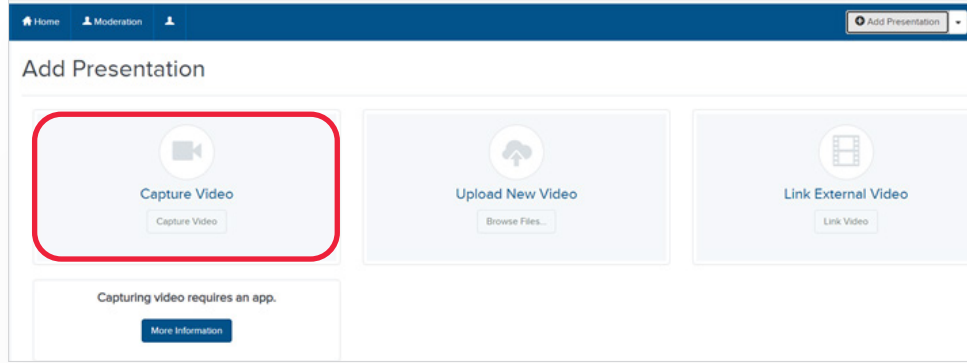 Home Moderation Add Presentation
Add Presentation
Capture Video
Capture Video
Upload New Video
Browse Files...
Link External Video
Link Video
Capturing video requires an app.
More Information